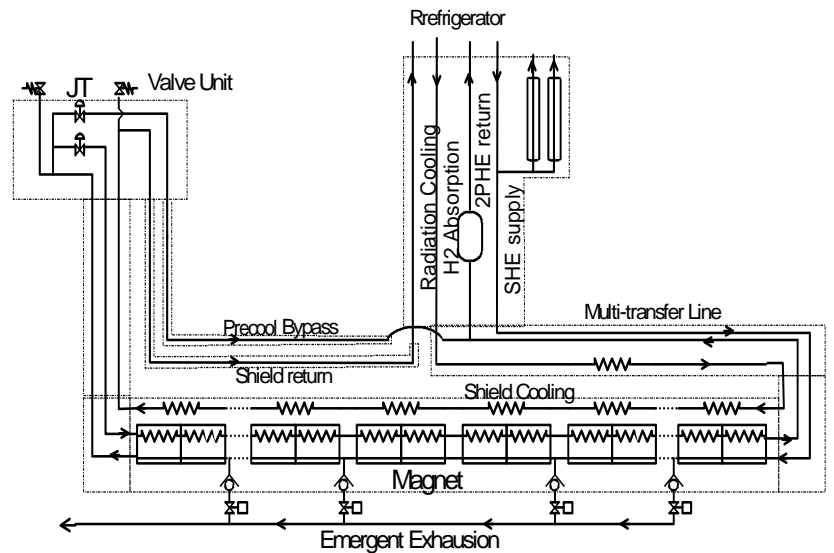 Rrefrigerator
JT
Valve Unit
Radiation Cooling
H2 Absorption
2PHE return
SHE supply
Multi-transfer Line
Precool Bypass
Shield return
Shield Cooling
Magnet
Emergent Exhausion